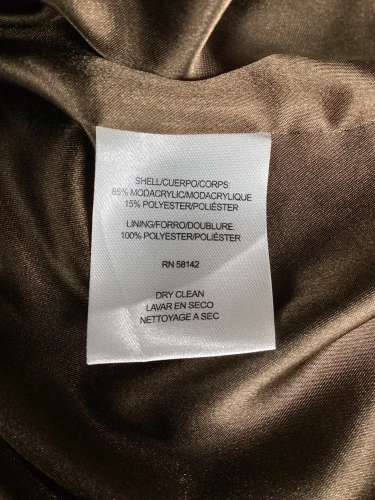 SHELL/CUERPO/CORPS:
85% MODACRYLIC/MODACRYLIQUE
15% POLYESTER/POLIÉSTER
LINING/FORRO/DOUBLURE:
100% POLYESTER/POLIÉSTER
RN 58142
DRY CLEAN
LAVAR EN SECO
NETTOYAGE A SEC